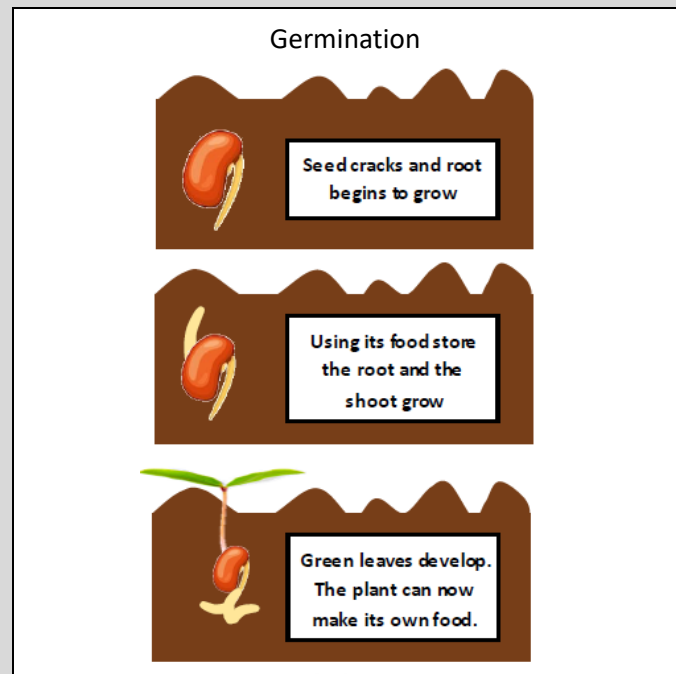 Germination
Seed cracks and root
begins to grow
Using its food store
the root and the
shoot grow
Green leaves develop.
The plant can now
make its own food.